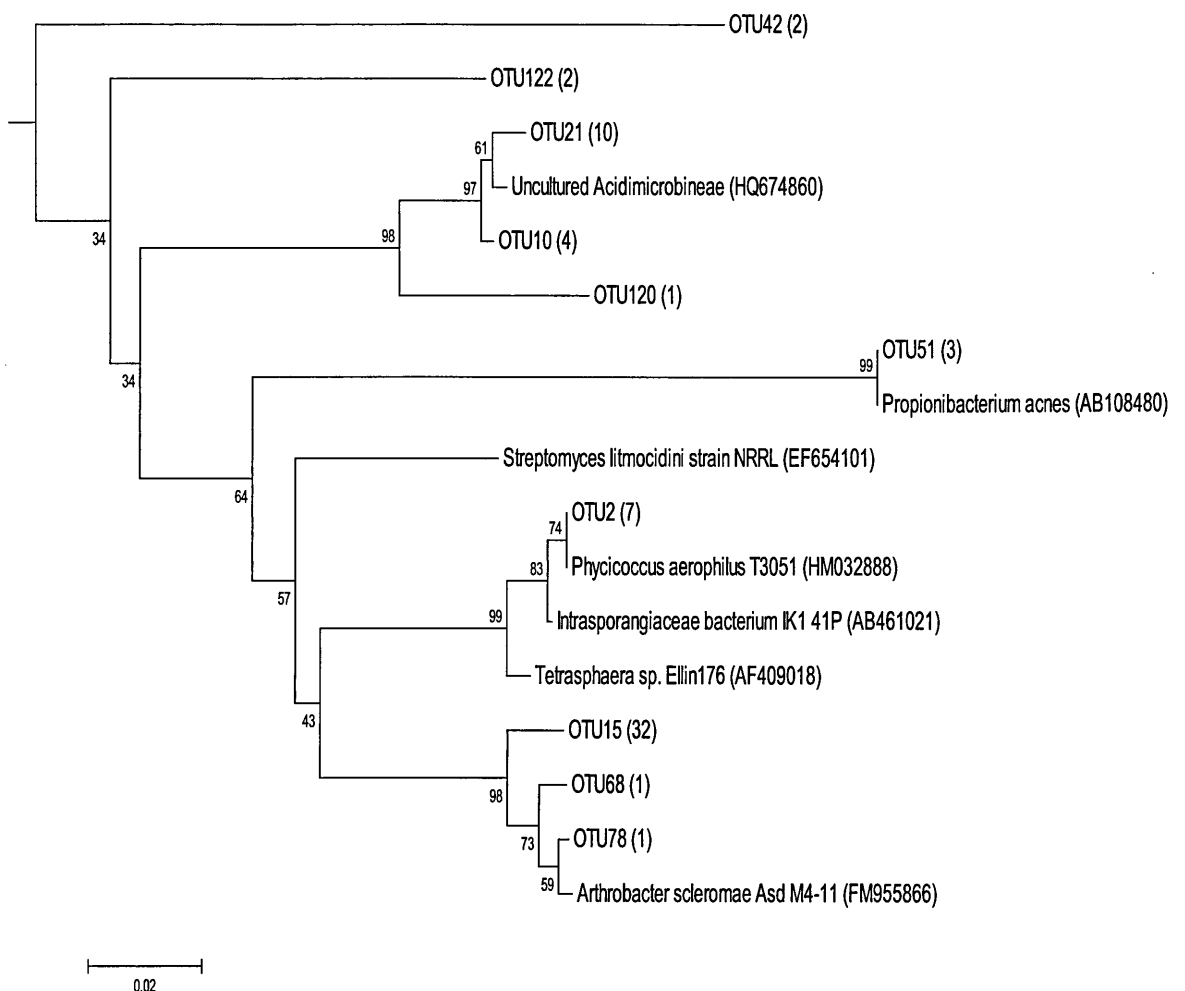 OTU42 (2)
OTU122 (2)
OTU21 (10)
61
Uncultured Acidimicrobineae (HQ674860)
97
98
34
OTU10 (4)
OTU120 (1)
OTU51 (3)
99
34
Propionibacterium acnes (AB108480)
Streptomyces litmocidini strain NRRL (EF654101)
64
OTU2 (7)
74
Phycicoccus aerophilus T3051 (HM032888)
83
57
Intrasporangiaceae bacterium IK1 41P (AB461021)
99
Tetrasphaera sp. Ellin176 (AF409018)
43
OTU15 (32)
OTU68 (1)
98
OTU78 (1)
73
59
Arthrobacter scleromae Asd M4-11 (FM955866)
0.02